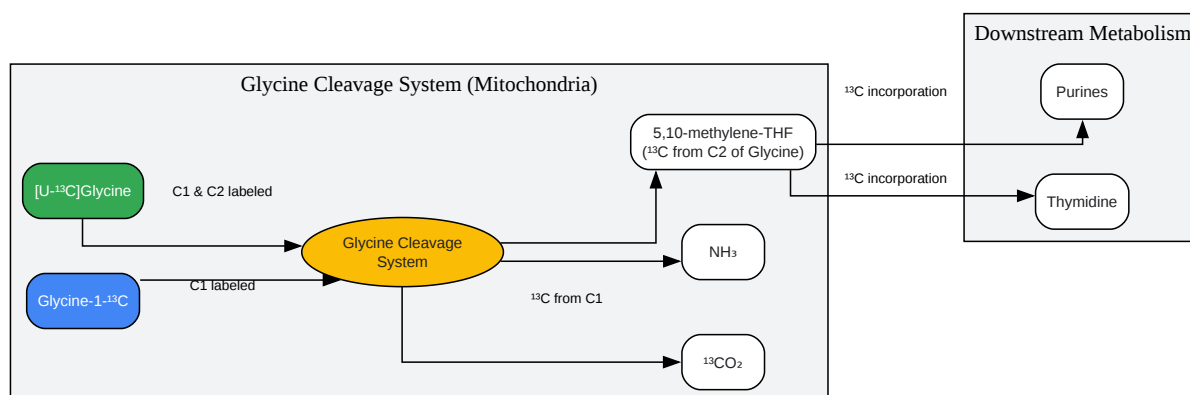 Downstream Metabolism
Glycine Cleavage System (Mitochondria)
¹³C incorporation
Purines
5,10-methylene-THF
(¹³C from C2 of Glycine)
[U-¹³C]Glycine
C1 & C2 labeled
¹³C incorporation
Thymidine
Glycine Cleavage
System
NH₃
Glycine-1-¹³C
C1 labeled
¹³C from C1
¹³CO₂